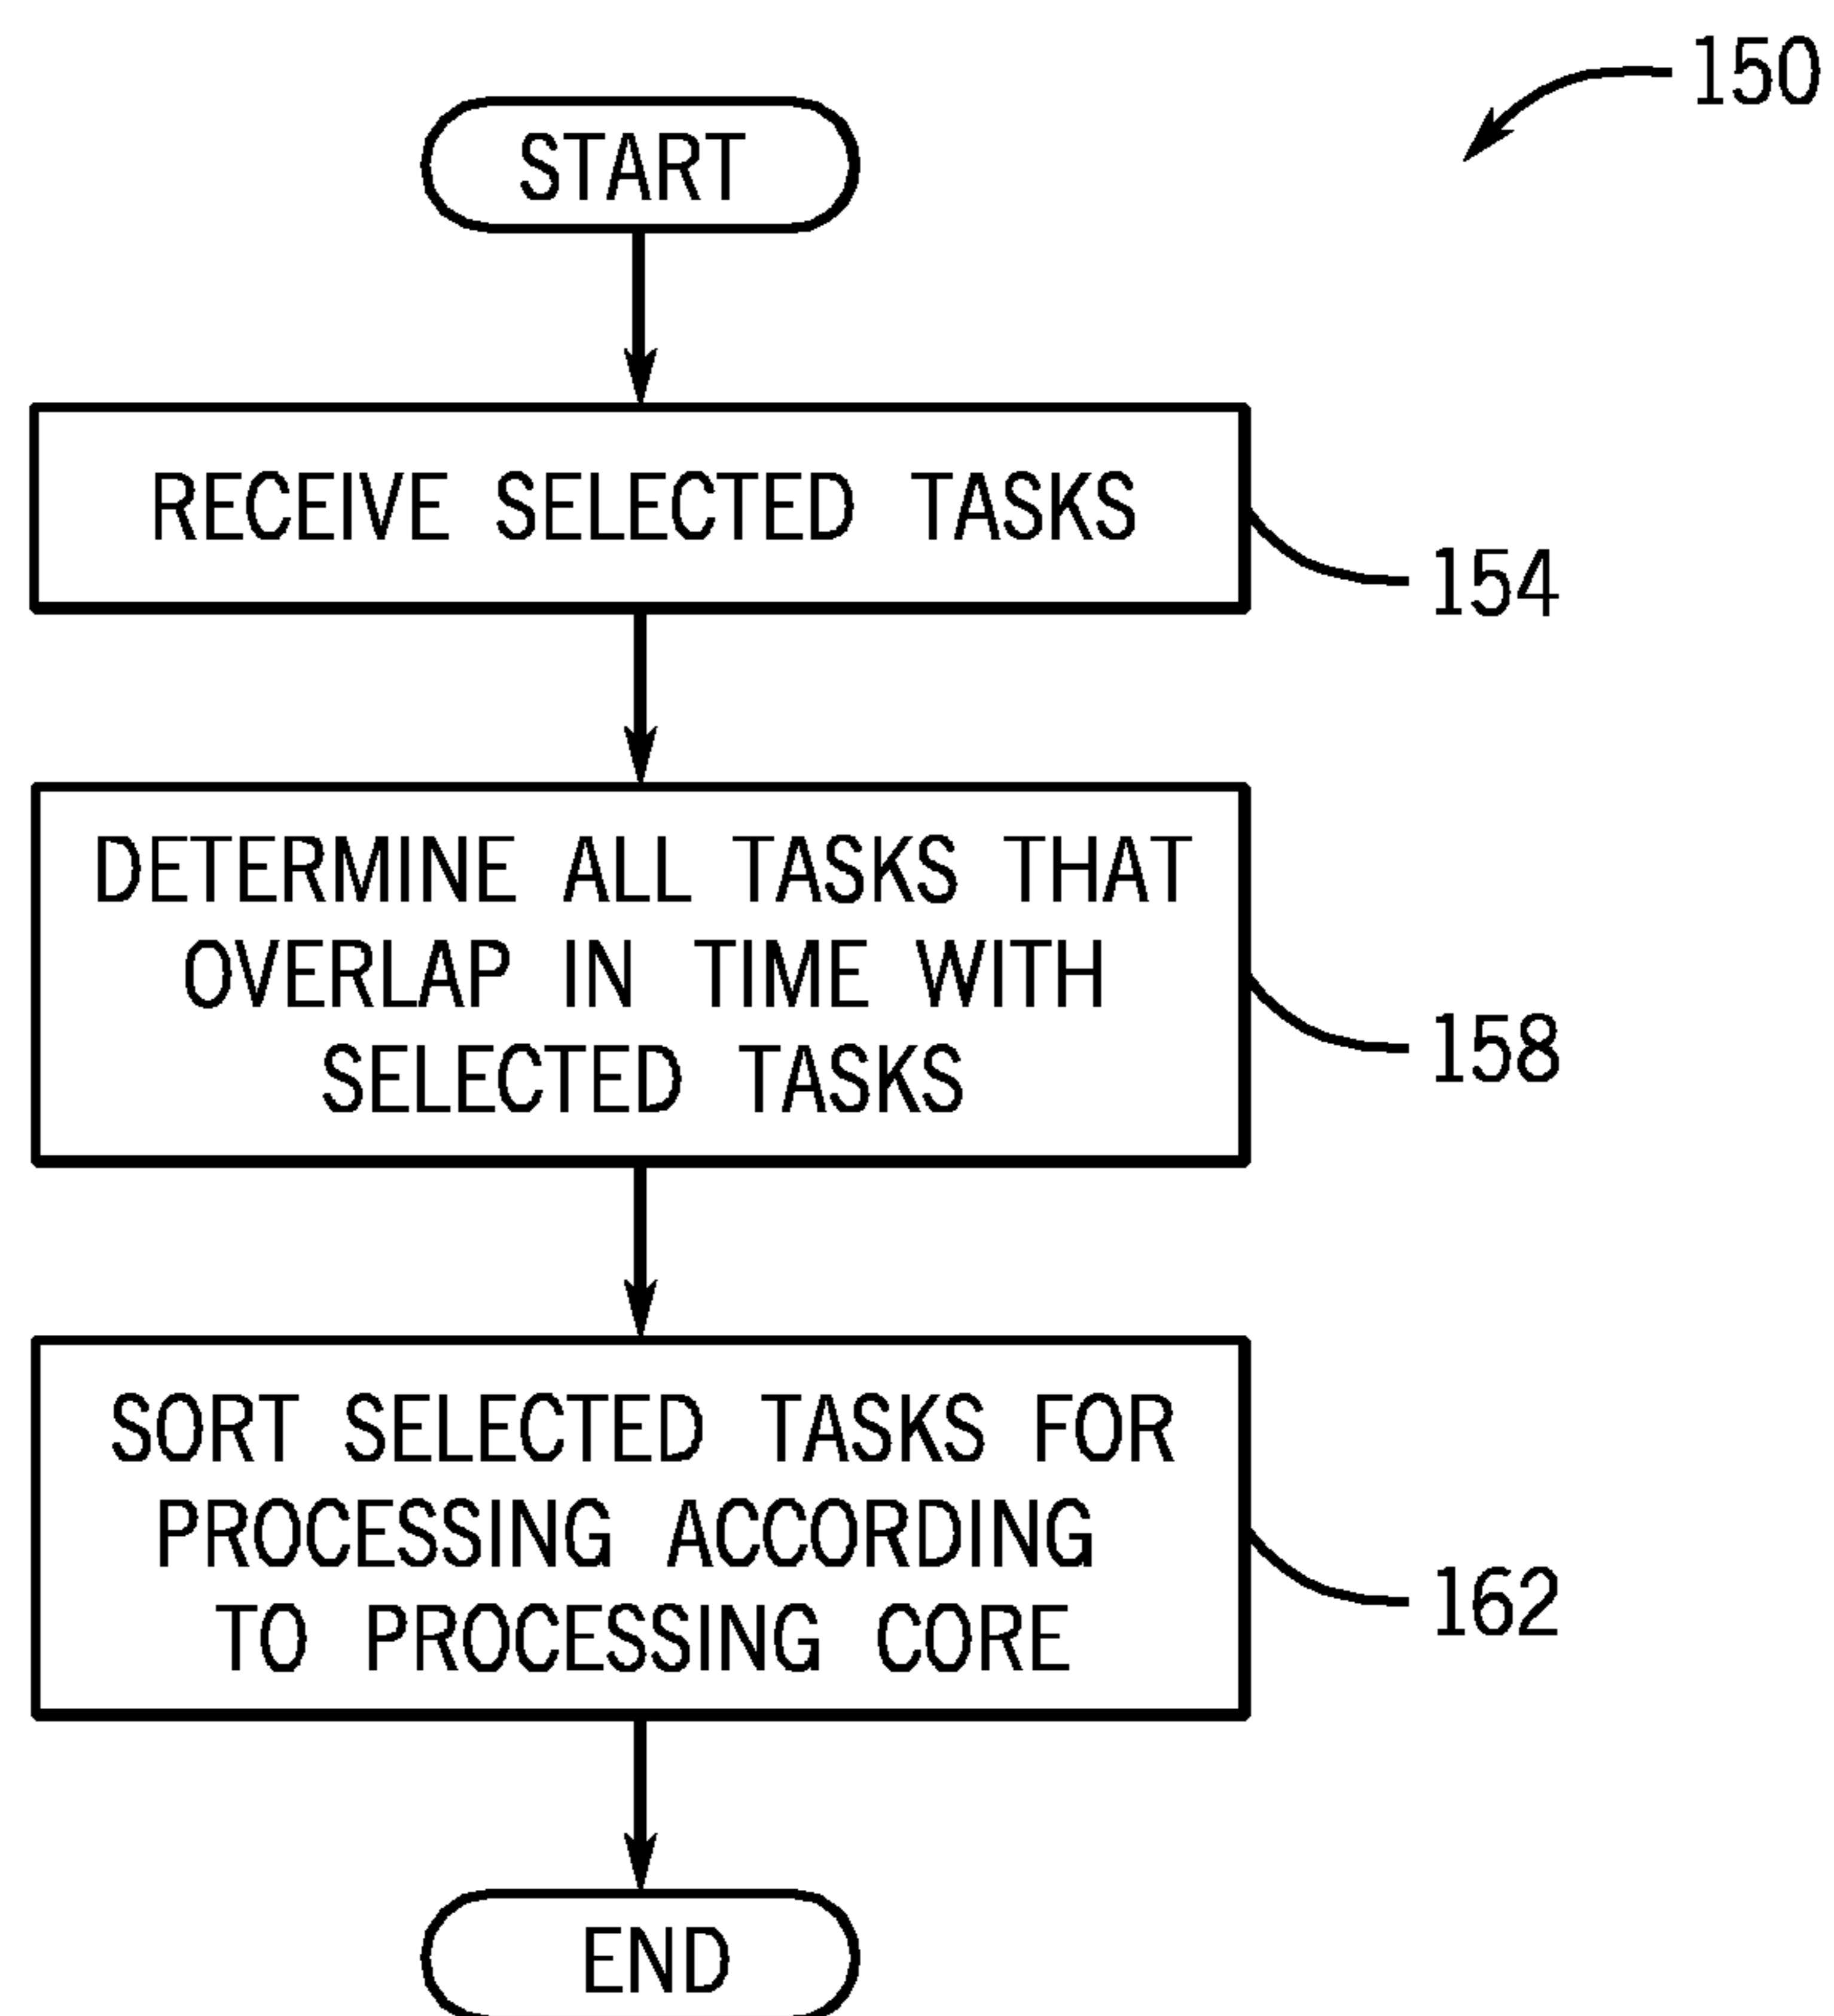 150
START
RECEIVE SELECTED TASKS
154
DETERMINE ALL TASKS THAT
OVERLAP IN TIME WITH
SELECTED TASKS
158
SORT SELECTED TASKS FOR
PROCESSING ACCORDING
TO PROCESSING CORE
162
END